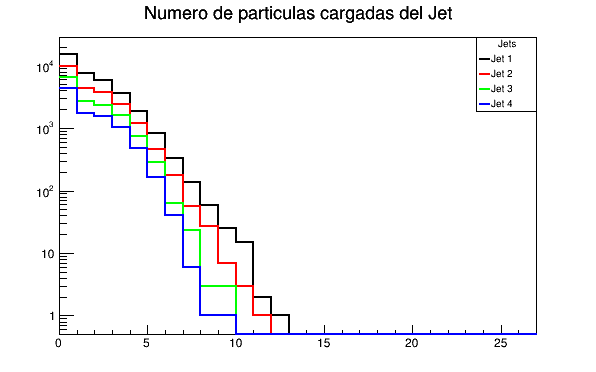 Numero de particulas cargadas del Jet
Jets
Jet 1
Jet 2
Jet 3
Jet 4
10^4
10^3
10^2
10
1
0 5 10 15 20 25